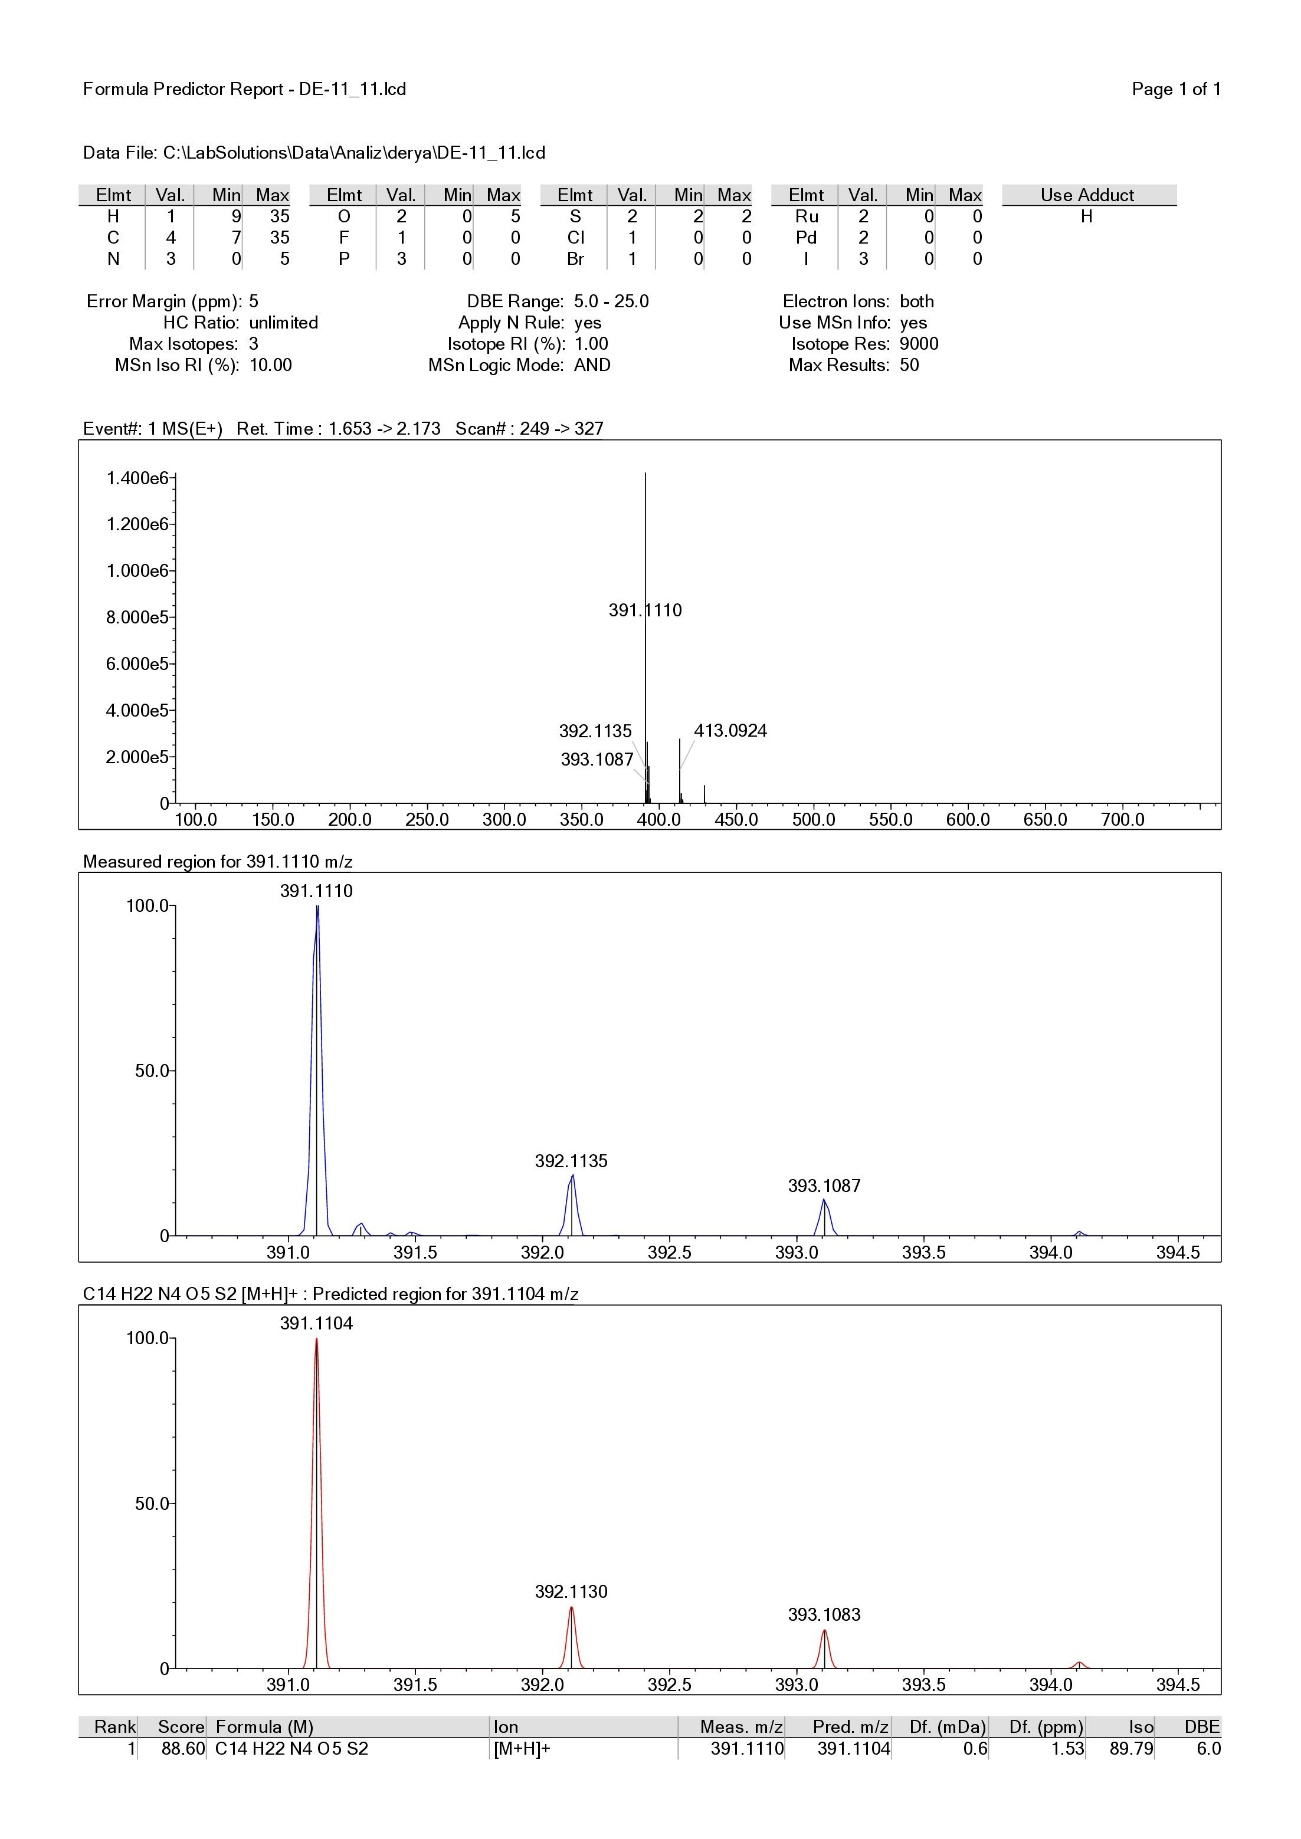 Formula Predictor Report - DE-11_11.lcd Page 1 of 1
Data File: C:\LabSolutions\Data\Analiz\derya\DE-11_11.lcd
Elmt Val. Min Max Elmt Val. Min Max Elmt Val. Min Max Elmt Val. Min Max Use Adduct
H 1 9 35 O 2 0 5 S 2 2 2 Ru 2 0 0 H
C 4 7 35 F 1 0 0 Cl 1 0 0 Pd 2 0 0
N 3 0 5 P 3 0 0 Br 1 0 0 I 3 0 0
Error Margin (ppm): 5 DBE Range: 5.0 - 25.0 Electron Ions: both
HC Ratio: unlimited Apply N Rule: yes Use MSn Info: yes
Max Isotopes: 3 Isotope RI (%): 1.00 Isotope Res: 9000
MSn Iso RI (%): 10.00 MSn Logic Mode: AND Max Results: 50
Event#: 1 MS(E+) Ret. Time : 1.653 -> 2.173 Scan# : 249 -> 327
1.400e6
1.200e6
1.000e6
8.000e5
391.1110
6.000e5
4.000e5
392.1135 413.0924
2.000e5
393.1087
0
100.0 150.0 200.0 250.0 300.0 350.0 400.0 450.0 500.0 550.0 600.0 650.0 700.0
Measured region for 391.1110 m/z
391.1110
100.0
50.0
392.1135
393.1087
0
391.0 391.5 392.0 392.5 393.0 393.5 394.0 394.5
C14 H22 N4 O5 S2 [M+H]+ : Predicted region for 391.1104 m/z
391.1104
100.0
50.0
392.1130
393.1083
0
391.0 391.5 392.0 392.5 393.0 393.5 394.0 394.5
Rank Score Formula (M) Ion Meas. m/z Pred. m/z Df. (mDa) Df. (ppm) Iso DBE
1 88.60 C14 H22 N4 O5 S2 [M+H]+ 391.1110 391.1104 0.6 1.53 89.79 6.0